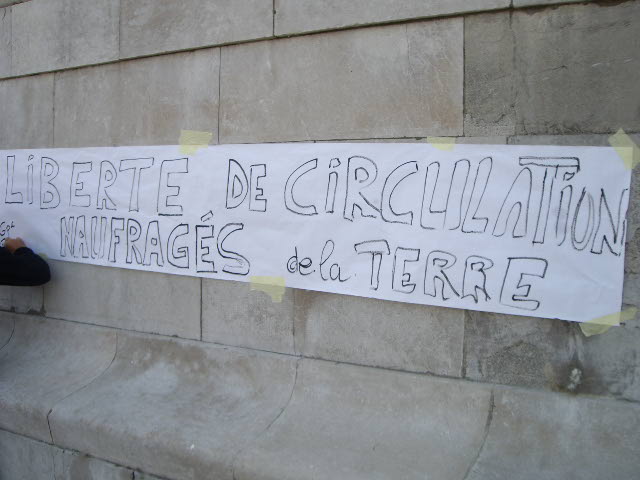 LiBERTE DE CiRCULATiON
NAUFRAGÉS de la TERRE